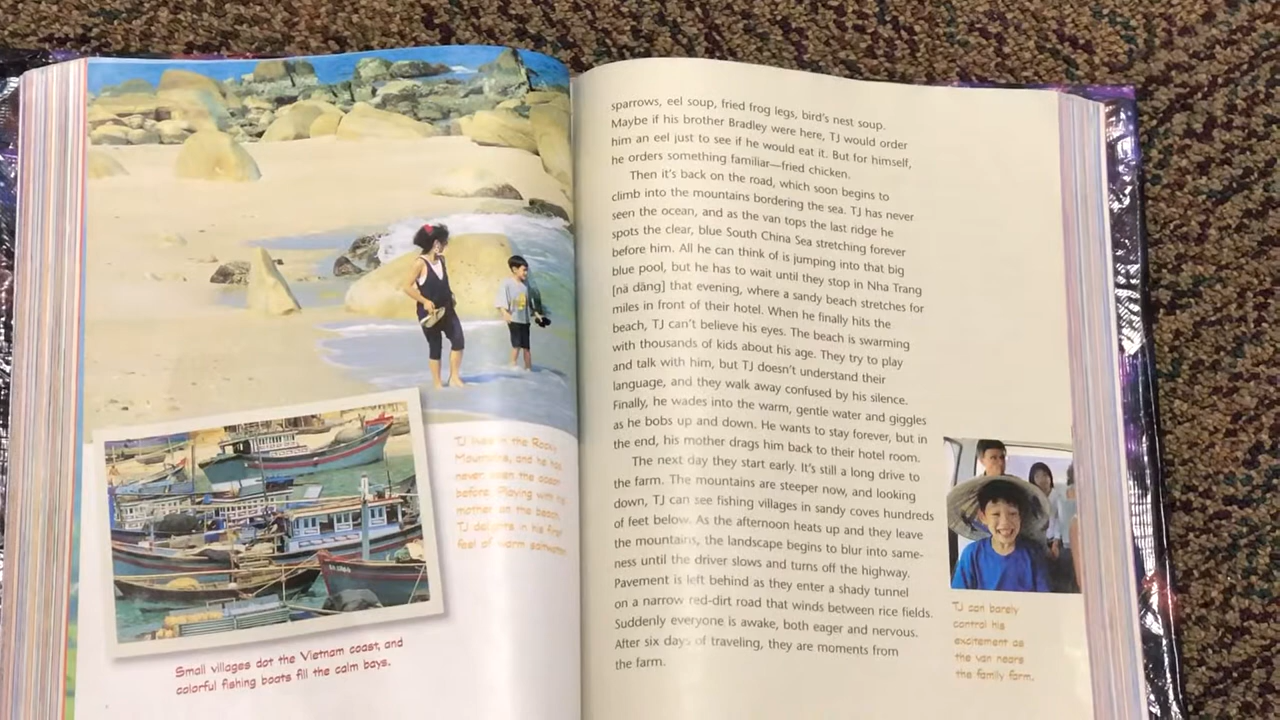 TJ lives in the Rocky
Mountains, and he has
never seen the ocean
before. Playing with his
mother on the beach,
TJ delights in his first
feel of warm saltwater.
Small villages dot the Vietnam coast, and
colorful fishing boats fill the calm bays.
sparrows, eel soup, fried frog legs, bird's nest soup.
Maybe if his brother Bradley were here, TJ would order
him an eel just to see if he would eat it. But for himself,
he orders something familiar—fried chicken.
Then it's back on the road, which soon begins to
climb into the mountains bordering the sea. TJ has never
seen the ocean, and as the van tops the last ridge he
spots the clear, blue South China Sea stretching forever
before him. All he can think of is jumping into that big
blue pool, but he has to wait until they stop in Nha Trang
[nä däng] that evening, where a sandy beach stretches for
miles in front of their hotel. When he finally hits the
beach, TJ can't believe his eyes. The beach is swarming
with thousands of kids about his age. They try to play
and talk with him, but TJ doesn't understand their
language, and they walk away confused by his silence.
Finally, he wades into the warm, gentle water and giggles
as he bobs up and down. He wants to stay forever, but in
the end, his mother drags him back to their hotel room.
The next day they start early. It's still a long drive to
the farm. The mountains are steeper now, and looking
down, TJ can see fishing villages in sandy coves hundreds
of feet below. As the afternoon heats up and they leave
the mountains, the landscape begins to blur into same-
ness until the driver slows and turns off the highway.
Pavement is left behind as they enter a shady tunnel
on a narrow red-dirt road that winds between rice fields.
Suddenly everyone is awake, both eager and nervous.
After six days of traveling, they are moments from
the farm.
TJ can barely
control his
excitement as
the van nears
the family farm.